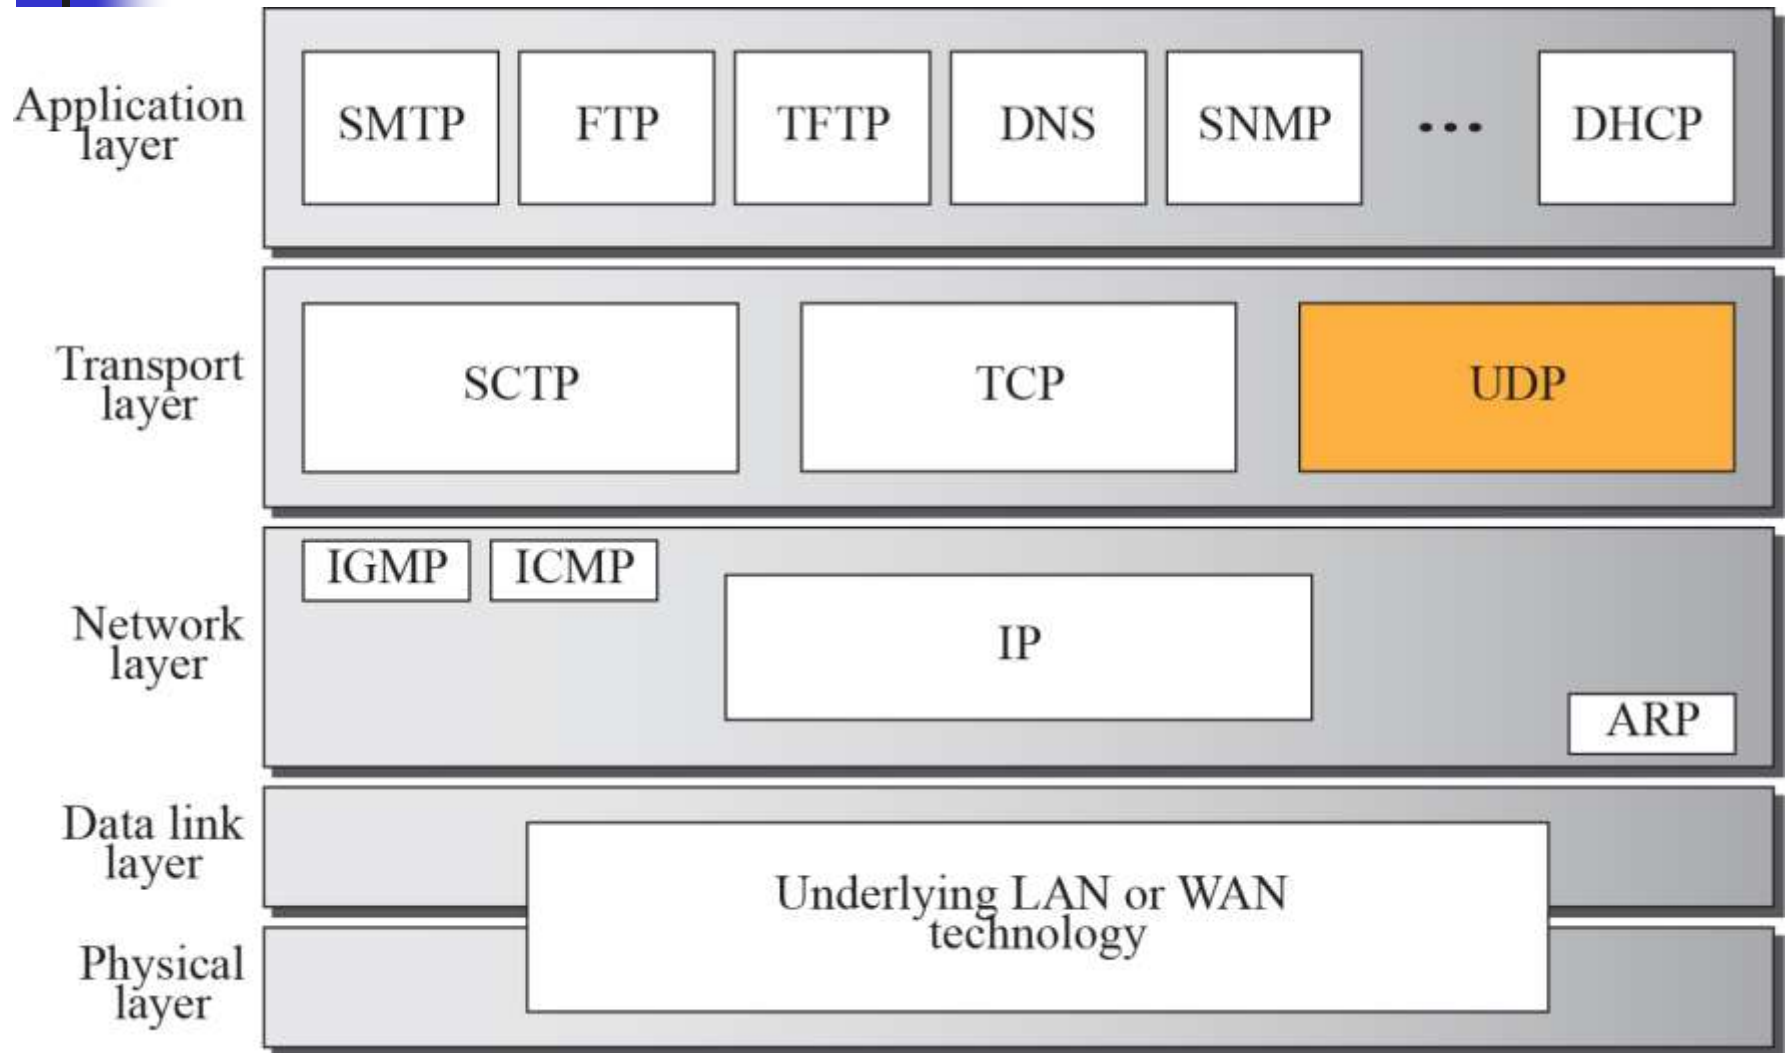 Application
layer
SMTP
FTP
TFTP
DNS
SNMP
...
DHCP
Transport
layer
SCTP
TCP
UDP
Network
layer
IGMP
ICMP
IP
ARP
Data link
layer
Underlying LAN or WAN
technology
Physical
layer